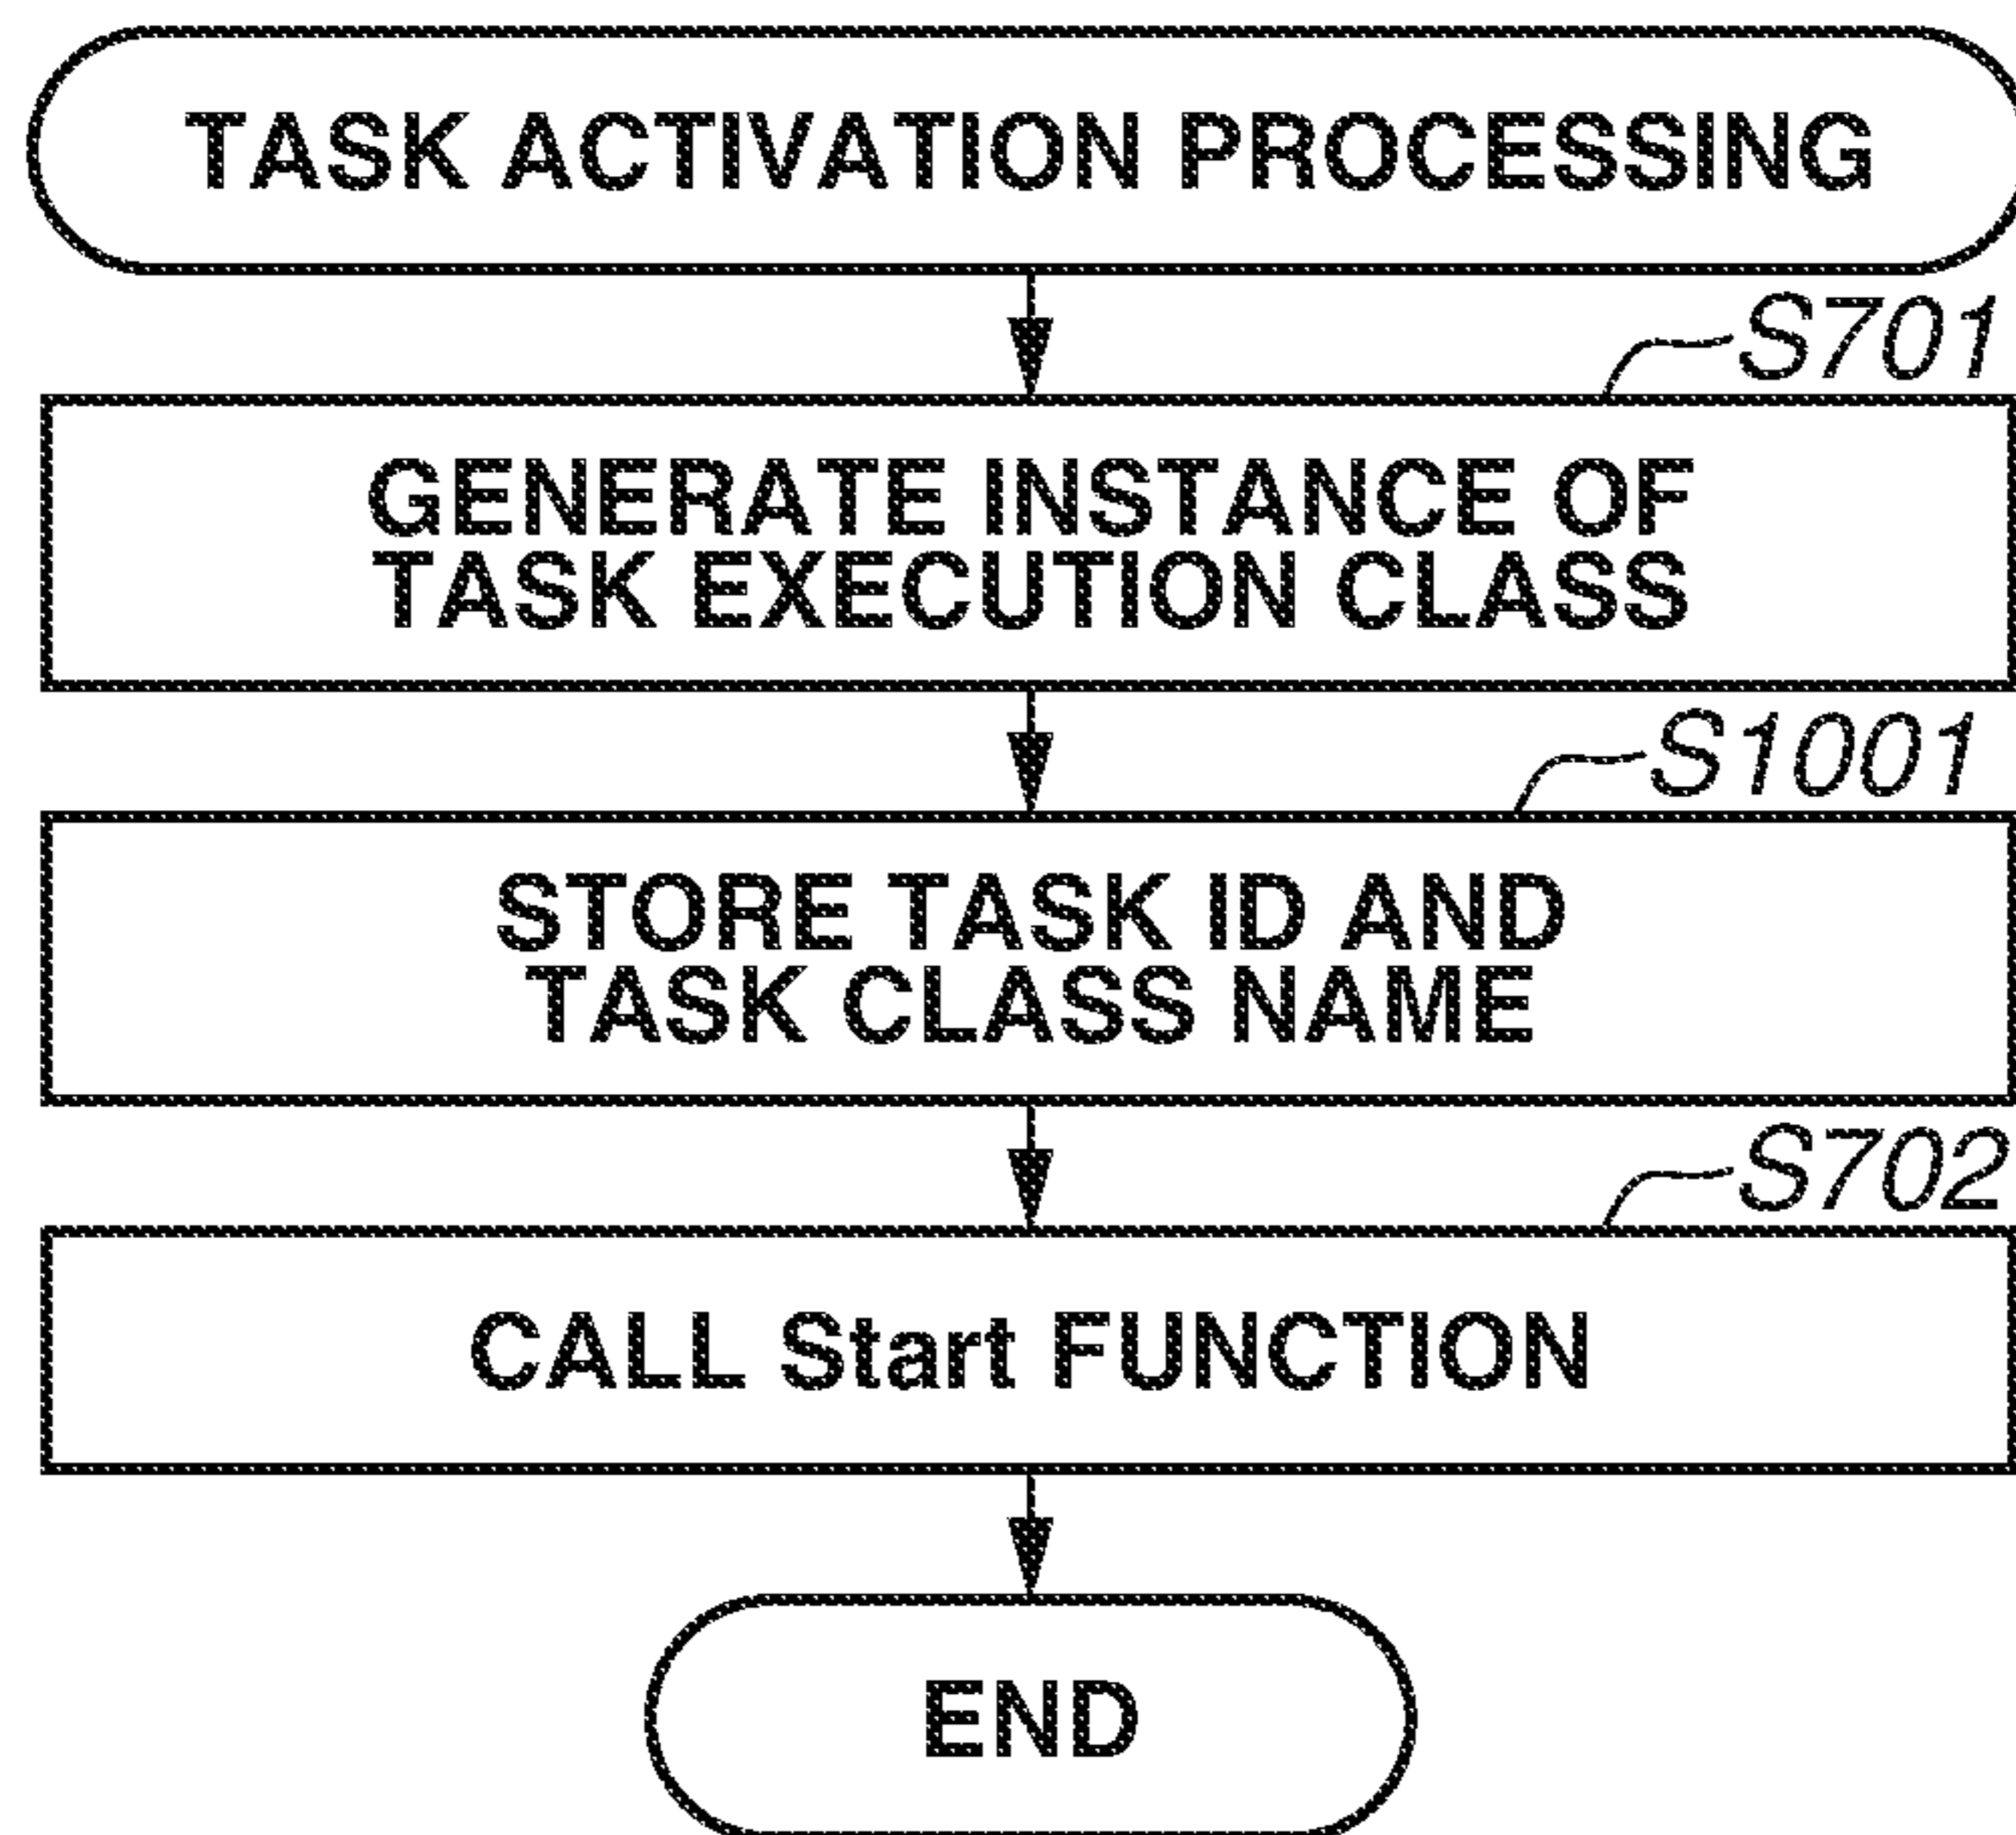 TASK ACTIVATION PROCESSING
S701
GENERATE INSTANCE OF
TASK EXECUTION CLASS
S1001
STORE TASK ID AND
TASK CLASS NAME
S702
CALL Start FUNCTION
END